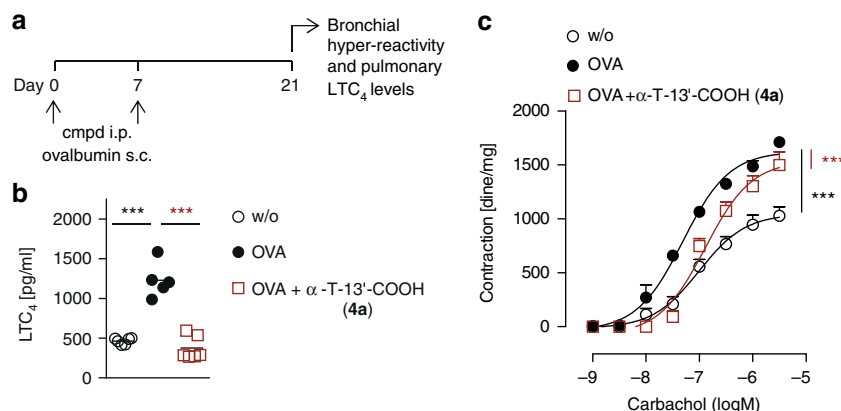 a
Bronchial
hyper-reactivity
and pulmonary
LTC4 levels
Day 0 7 21
cmpd i.p.
ovalbumin s.c.
b
*** ***
2000
1500
1000
500
0
LTC4 [pg/ml]
w/o
OVA
OVA + α-T-13'-COOH
(4a)
c
w/o
OVA
OVA+α-T-13'-COOH (4a)
2000
1500
1000
500
0
Contraction [dine/mg]
***
–9 –8 –7 –6 –5
Carbachol (logM)